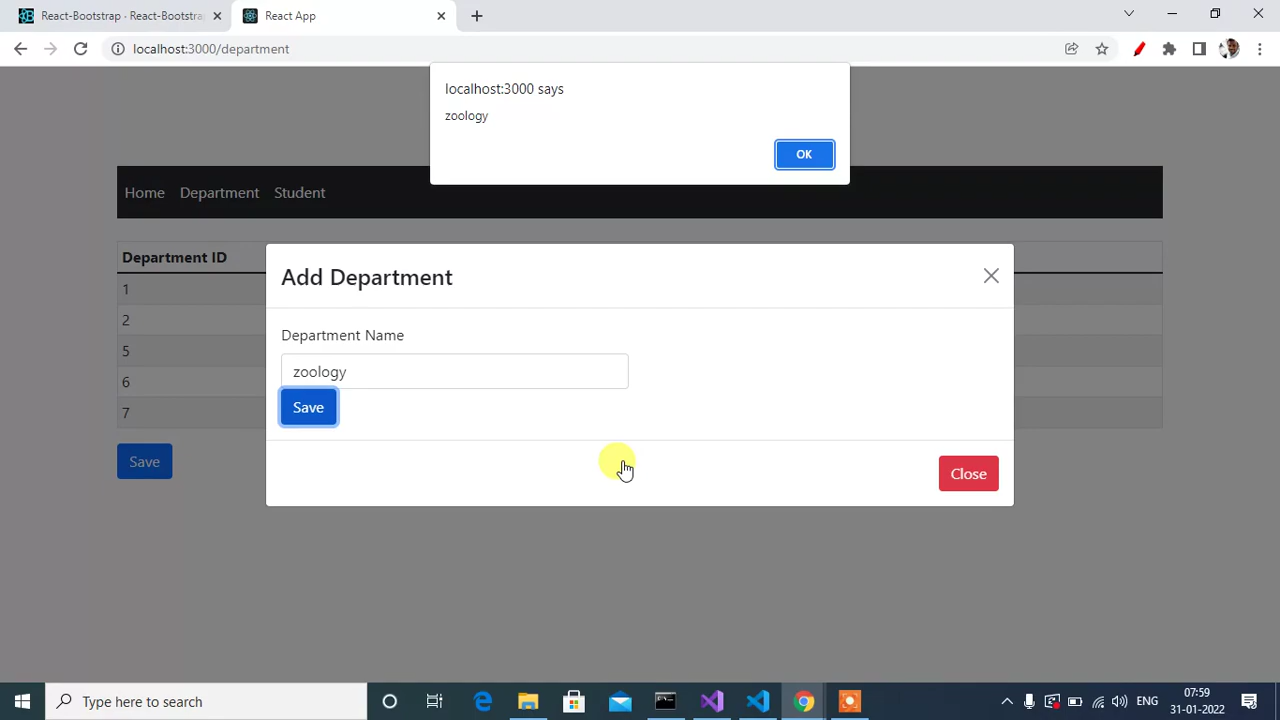 React-Bootstrap · React-Bootstrap
React App
localhost:3000/department
localhost:3000 says
zoology
OK
Home Department Student
Department ID
1
2
5
6
7
Save
Add Department
Department Name
zoology
Save
Close
Type here to search
ENG
07:59
31-01-2022